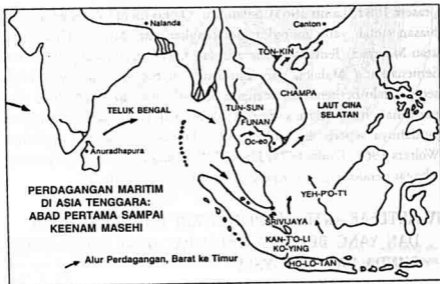 Nalanda
Canton
TON-KIN
TELUK BENGAL
TUN-SUN
CHAMPA
LAUT CINA
SELATAN
FUNAN
Oc-eo
Anuradhapura
PERDAGANGAN MARITIM
DI ASIA TENGGARA:
ABAD PERTAMA SAMPAI
KEENAM MASEHI
YEH-P'O-T'I
SRIVIJAYA
KAN-T'O-LI
KO-YING
HO-LO-TAN
Alur Perdagangan, Barat ke Timur